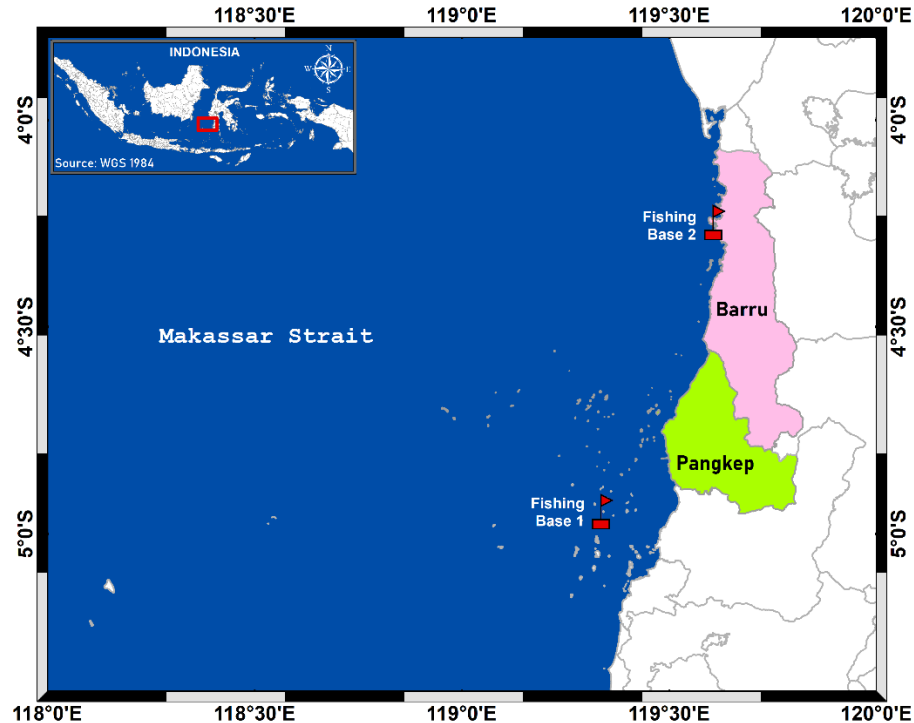 118°30'E 119°0'E 119°30'E 120°0'E
INDONESIA
N
W E
S
Source: WGS 1984
4°0'S 4°0'S
Fishing
Base 2
Barru
4°30'S 4°30'S
Makassar Strait
Pangkep
Fishing
Base 1
5°0'S 5°0'S
118°0'E 118°30'E 119°0'E 119°30'E 120°0'E